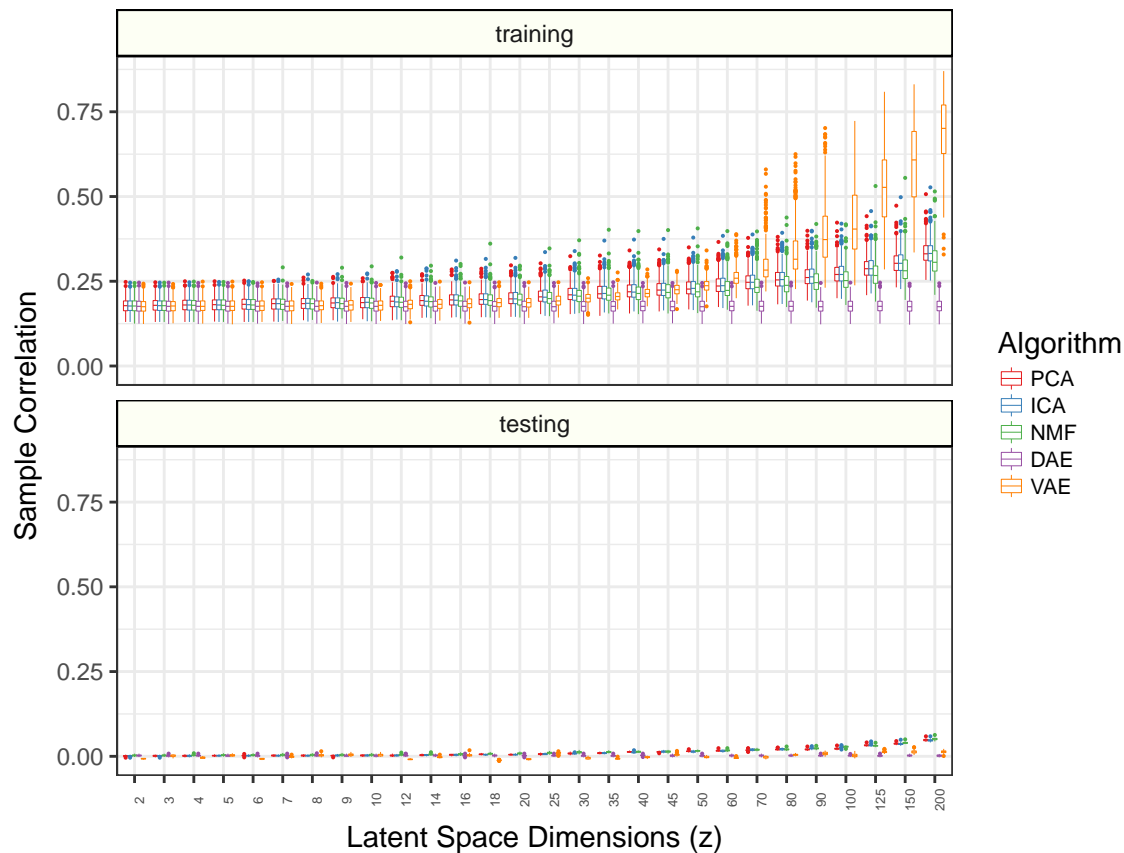 training
0.75
0.50
0.25
0.00
testing
0.75
0.50
0.25
0.00
Sample Correlation
2 3 4 5 6 7 8 9 10 12 14 16 18 20 25 30 35 40 45 50 60 70 80 90 100 125 150 200
Latent Space Dimensions (z)
Algorithm
PCA
ICA
NMF
DAE
VAE